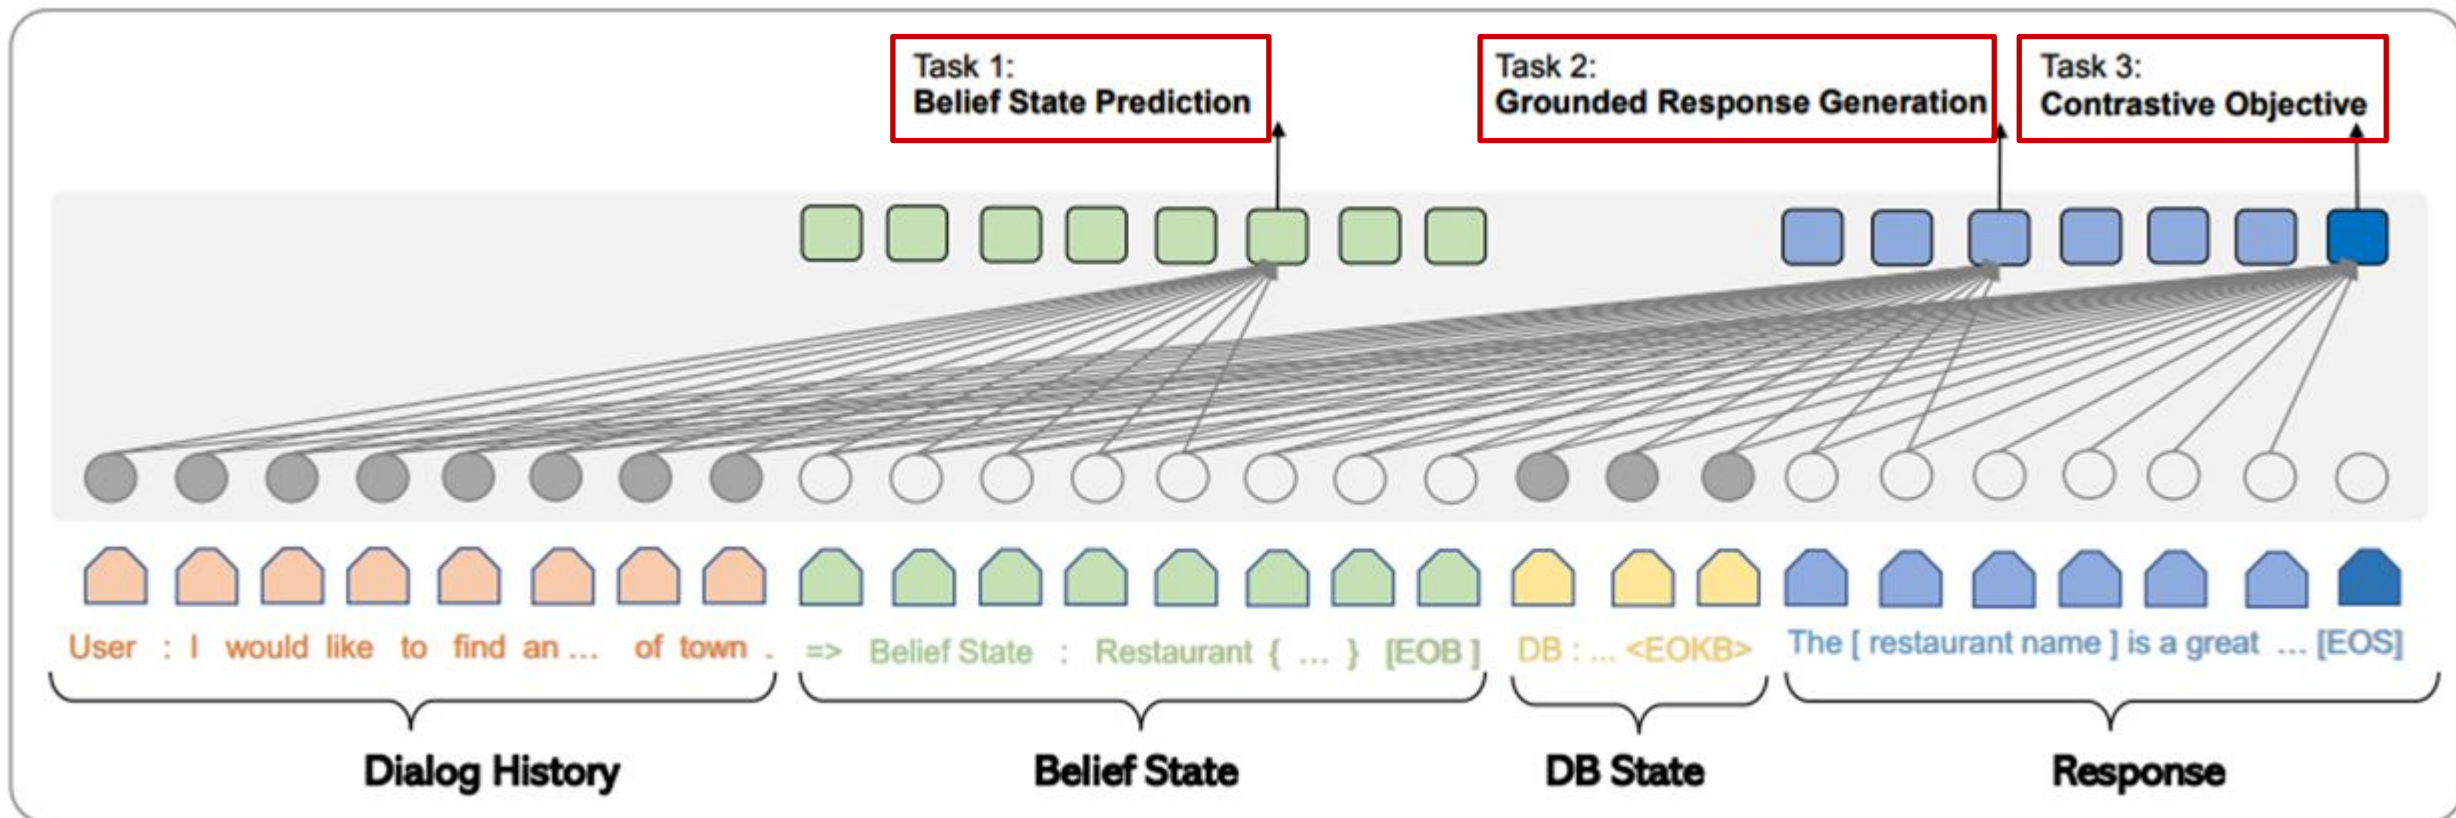 Task 1:
Belief State Prediction
Task 2:
Grounded Response Generation
Task 3:
Contrastive Objective
User : I would like to find an ... of town .
=> Belief State : Restaurant { ... } [EOB]
DB : ... <EOKB>
The [ restaurant name ] is a great ... [EOS]
Dialog History
Belief State
DB State
Response